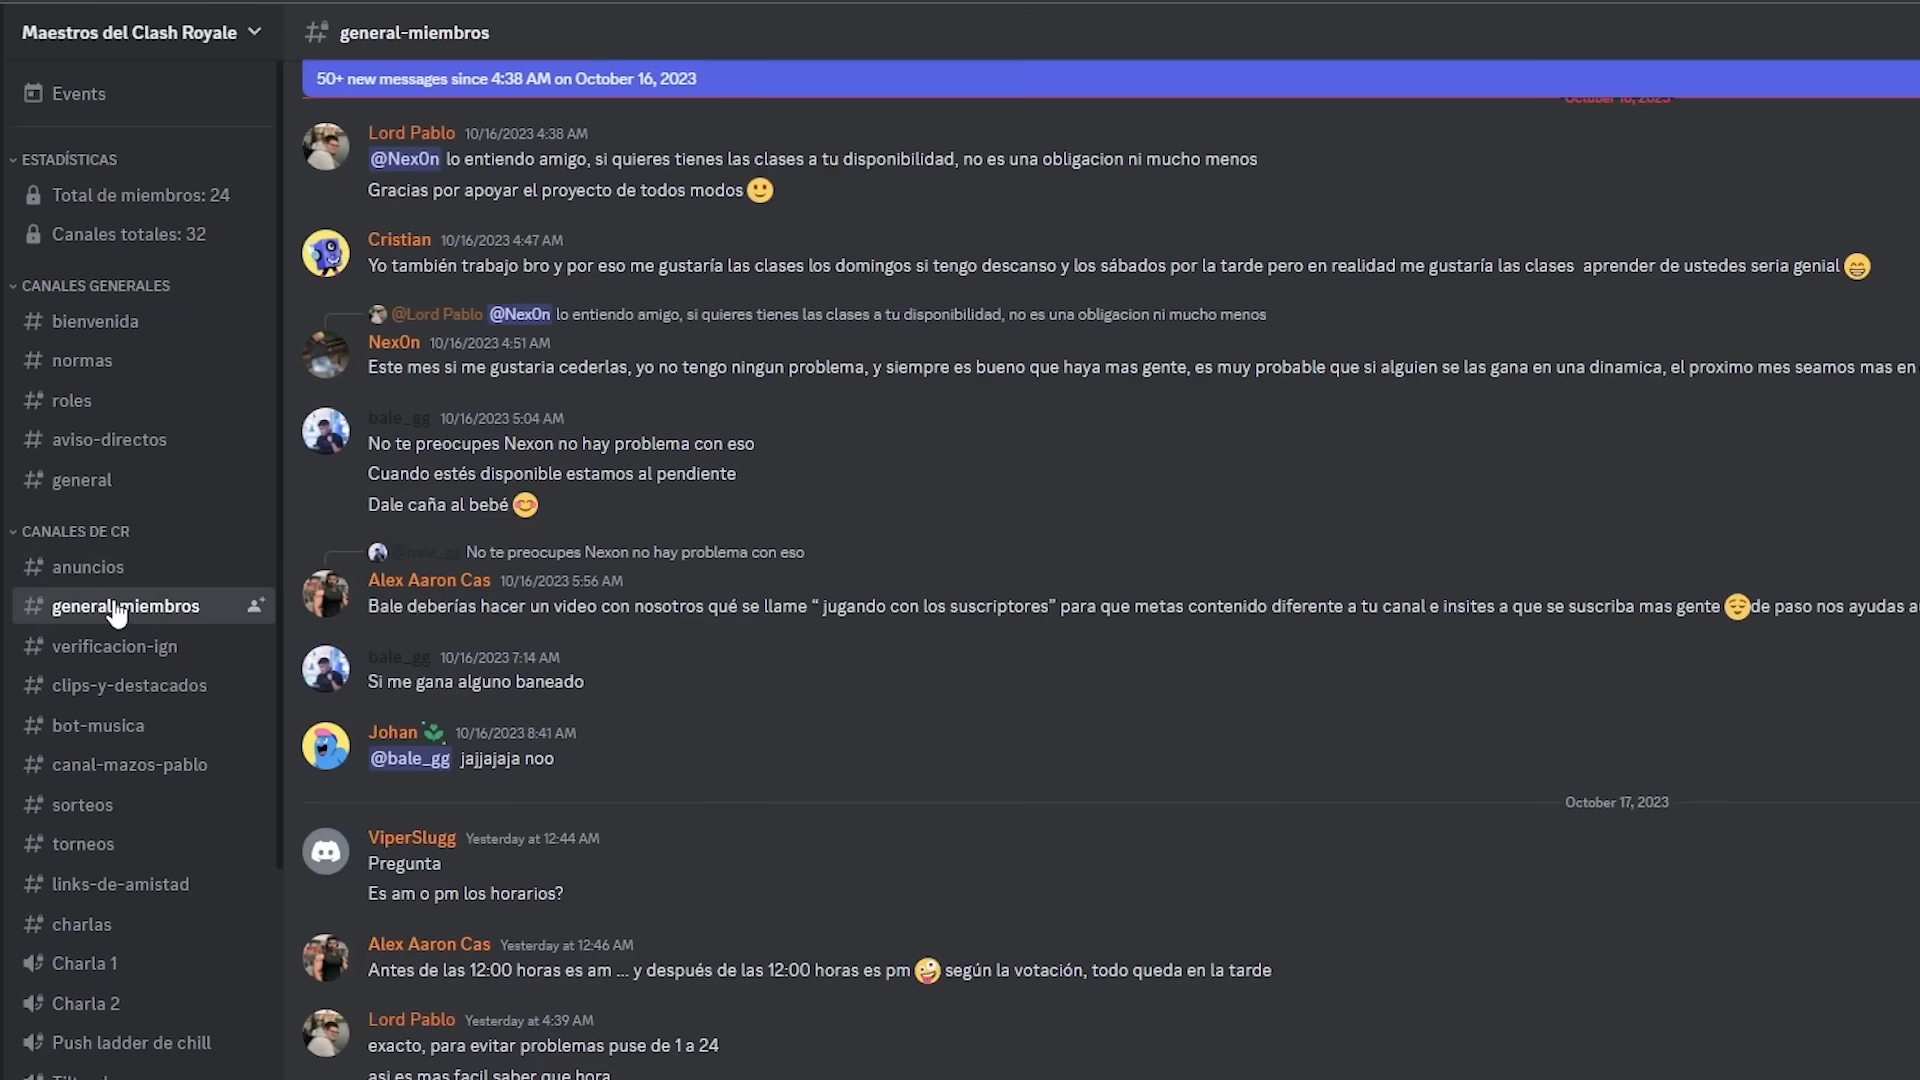 Maestros del Clash Royale
general-miembros
50+ new messages since 4:38 AM on October 16, 2023
October 16, 2023
Events
ESTADÍSTICAS
Total de miembros: 24
Canales totales: 32
CANALES GENERALES
bienvenida
normas
roles
aviso-directos
general
CANALES DE CR
anuncios
general-miembros
verificacion-ign
clips-y-destacados
bot-musica
canal-mazos-pablo
sorteos
torneos
links-de-amistad
charlas
Charla 1
Charla 2
Push ladder de chill
Lord Pablo 10/16/2023 4:38 AM
@Nex0n lo entiendo amigo, si quieres tienes las clases a tu disponibilidad, no es una obligacion ni mucho menos
Gracias por apoyar el proyecto de todos modos 🙂
Cristian 10/16/2023 4:47 AM
Yo también trabajo bro y por eso me gustaría las clases los domingos si tengo descanso y los sábados por la tarde pero en realidad me gustaría las clases aprender de ustedes seria genial 😁
@Lord Pablo @Nex0n lo entiendo amigo, si quieres tienes las clases a tu disponibilidad, no es una obligacion ni mucho menos
Nex0n 10/16/2023 4:51 AM
Este mes si me gustaria cederlas, yo no tengo ningun problema, y siempre es bueno que haya mas gente, es muy probable que si alguien se las gana en una dinamica, el proximo mes seamos mas en
bale_gg 10/16/2023 5:04 AM
No te preocupes Nexon no hay problema con eso
Cuando estés disponible estamos al pendiente
Dale caña al bebé 😊
@bale_gg No te preocupes Nexon no hay problema con eso
Alex Aaron Cas 10/16/2023 5:56 AM
Bale deberías hacer un video con nosotros qué se llame “ jugando con los suscriptores” para que metas contenido diferente a tu canal e insites a que se suscriba mas gente 😌de paso nos ayudas a
bale_gg 10/16/2023 7:14 AM
Si me gana alguno baneado
Johan 10/16/2023 8:41 AM
@bale_gg jajjajaja noo
October 17, 2023
ViperSlugg Yesterday at 12:44 AM
Pregunta
Es am o pm los horarios?
Alex Aaron Cas Yesterday at 12:46 AM
Antes de las 12:00 horas es am ... y después de las 12:00 horas es pm 🤪 según la votación, todo queda en la tarde
Lord Pablo Yesterday at 4:39 AM
exacto, para evitar problemas puse de 1 a 24
asi es mas facil saber que hora